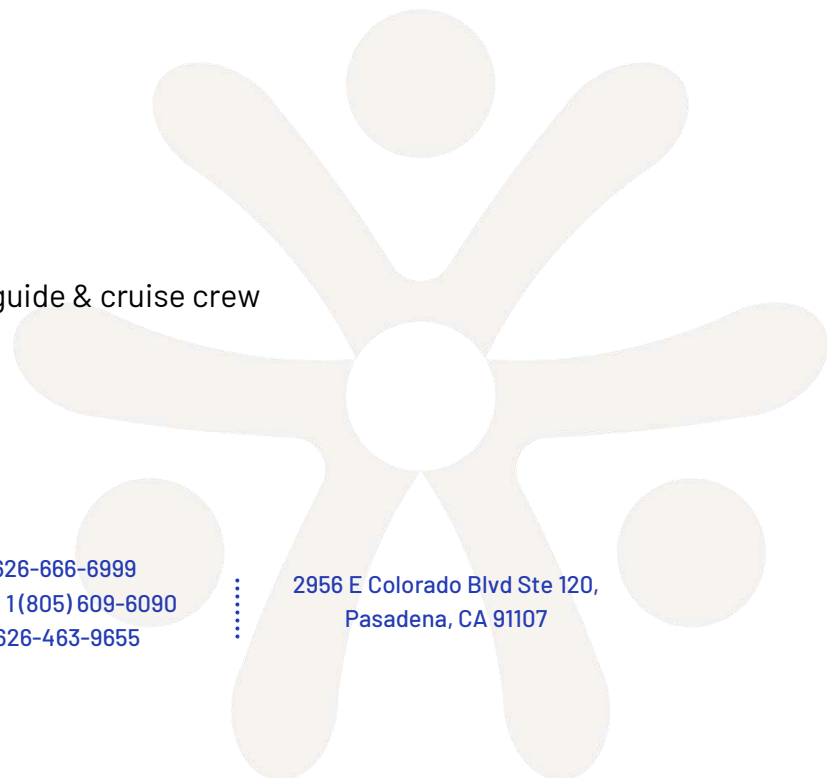 guide & cruise crew
626-666-6999
1 (805) 609-6090
626-463-9655
2956 E Colorado Blvd Ste 120,
Pasadena, CA 91107